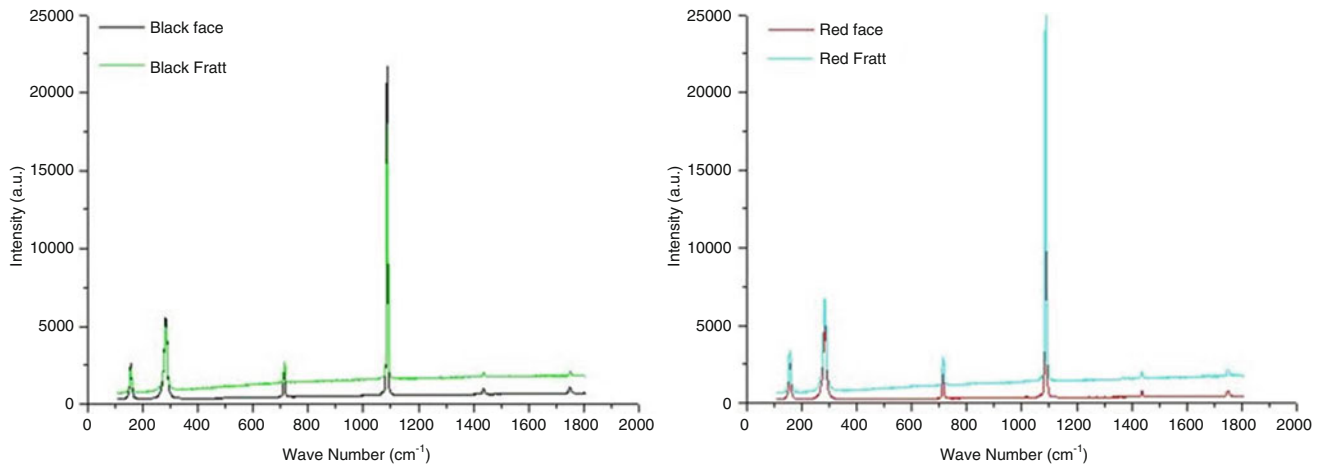 25000
20000
15000
10000
5000
0
Intensity (a.u.)
Black face
Black Fratt
0 200 400 600 800 1000 1200 1400 1600 1800 2000
Wave Number (cm⁻¹)
25000
20000
15000
10000
5000
0
Intensity (a.u.)
Red face
Red Fratt
0 200 400 600 800 1000 1200 1400 1600 1800 2000
Wave Number (cm⁻¹)